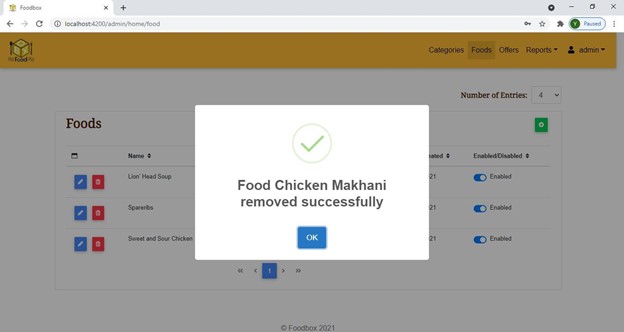 Foodbox
localhost:4200/admin/home/food
Paused
Categories Foods Offers Reports admin
Number of Entries: 4
Foods
Name Enabled/Disabled
Lion' Head Soup 21 Enabled
Spareribs 21 Enabled
Sweet and Sour Chicken 21 Enabled
Food Chicken Makhani
removed successfully
OK
1
© Foodbox 2021